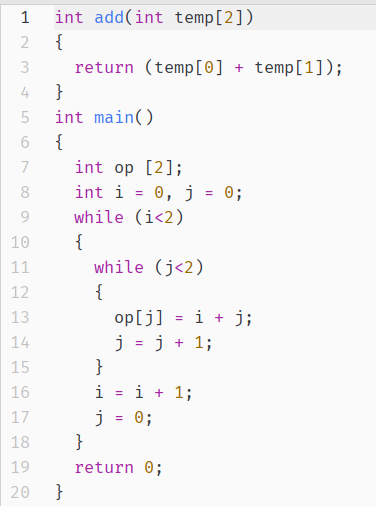 1 int add(int temp[2])
2 {
3 return (temp[0] + temp[1]);
4 }
5 int main()
6 {
7 int op [2];
8 int i = 0, j = 0;
9 while (i<2)
10 {
11 while (j<2)
12 {
13 op[j] = i + j;
14 j = j + 1;
15 }
16 i = i + 1;
17 j = 0;
18 }
19 return 0;
20 }